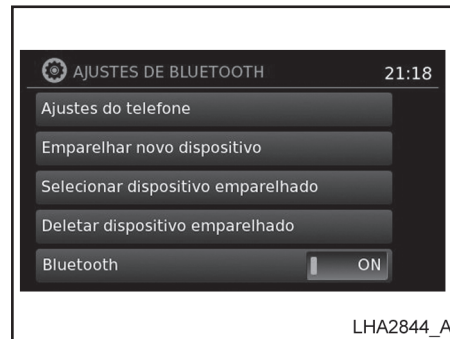 AJUSTES DE BLUETOOTH 21:18
Ajustes do telefone
Emparelhar novo dispositivo
Selecionar dispositivo emparelhado
Deletar dispositivo emparelhado
Bluetooth ON
LHA2844_A